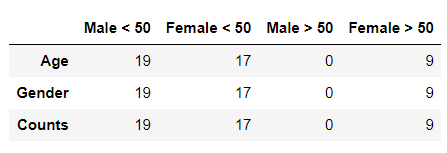 Male < 50 Female < 50 Male > 50 Female > 50
Age 19 17 0 9
Gender 19 17 0 9
Counts 19 17 0 9